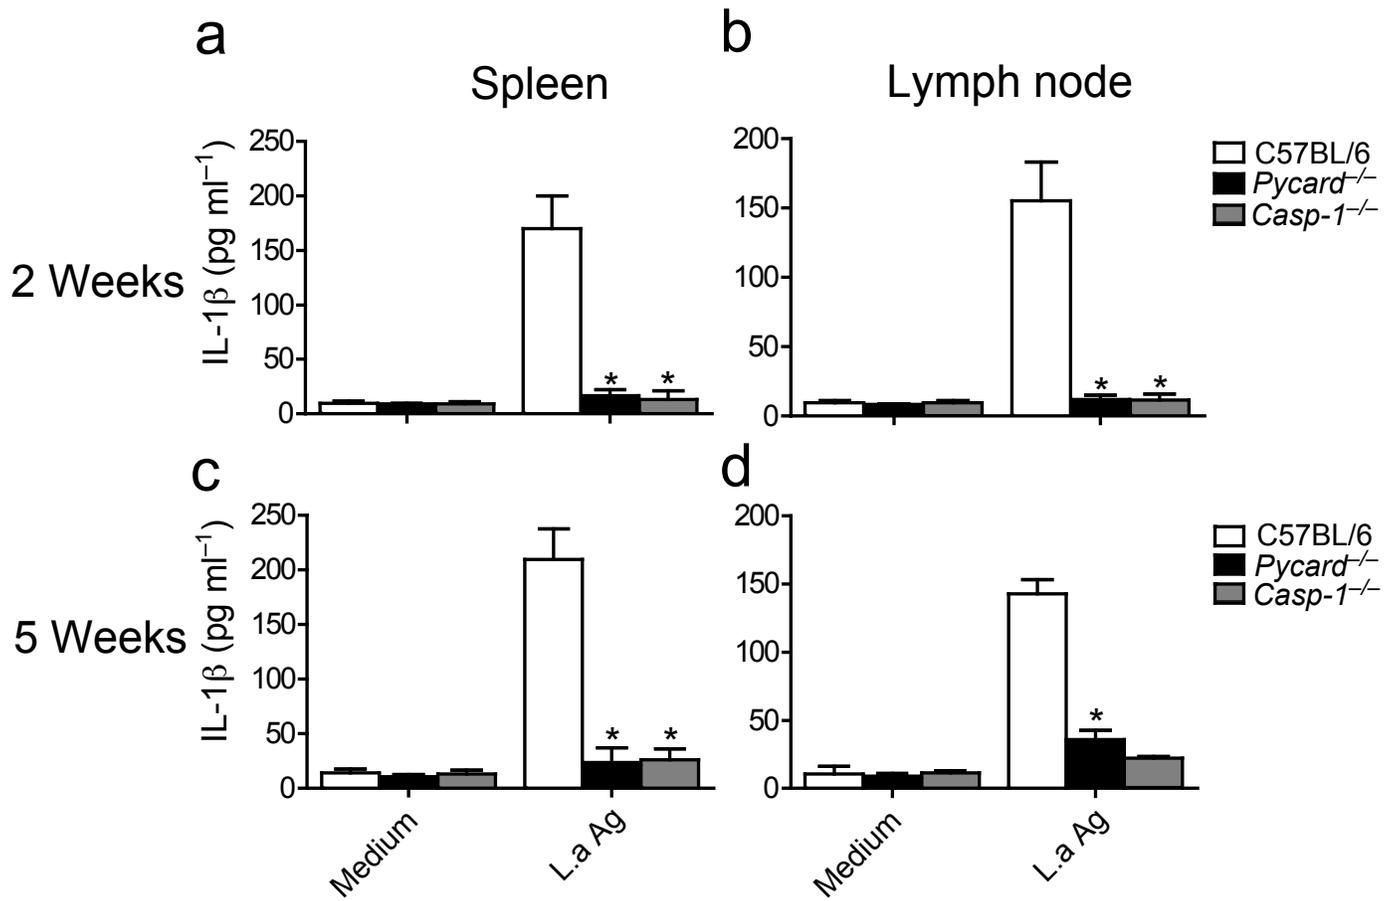 a
b
Spleen
Lymph node
2 Weeks
IL-1β (pg ml⁻¹)
250
200
150
100
50
0
* *
200
150
100
50
0
* *
C57BL/6
Pycard⁻/⁻
Casp-1⁻/⁻
c
d
5 Weeks
IL-1β (pg ml⁻¹)
250
200
150
100
50
0
* *
Medium
L.a Ag
200
150
100
50
0
*
Medium
L.a Ag
C57BL/6
Pycard⁻/⁻
Casp-1⁻/⁻